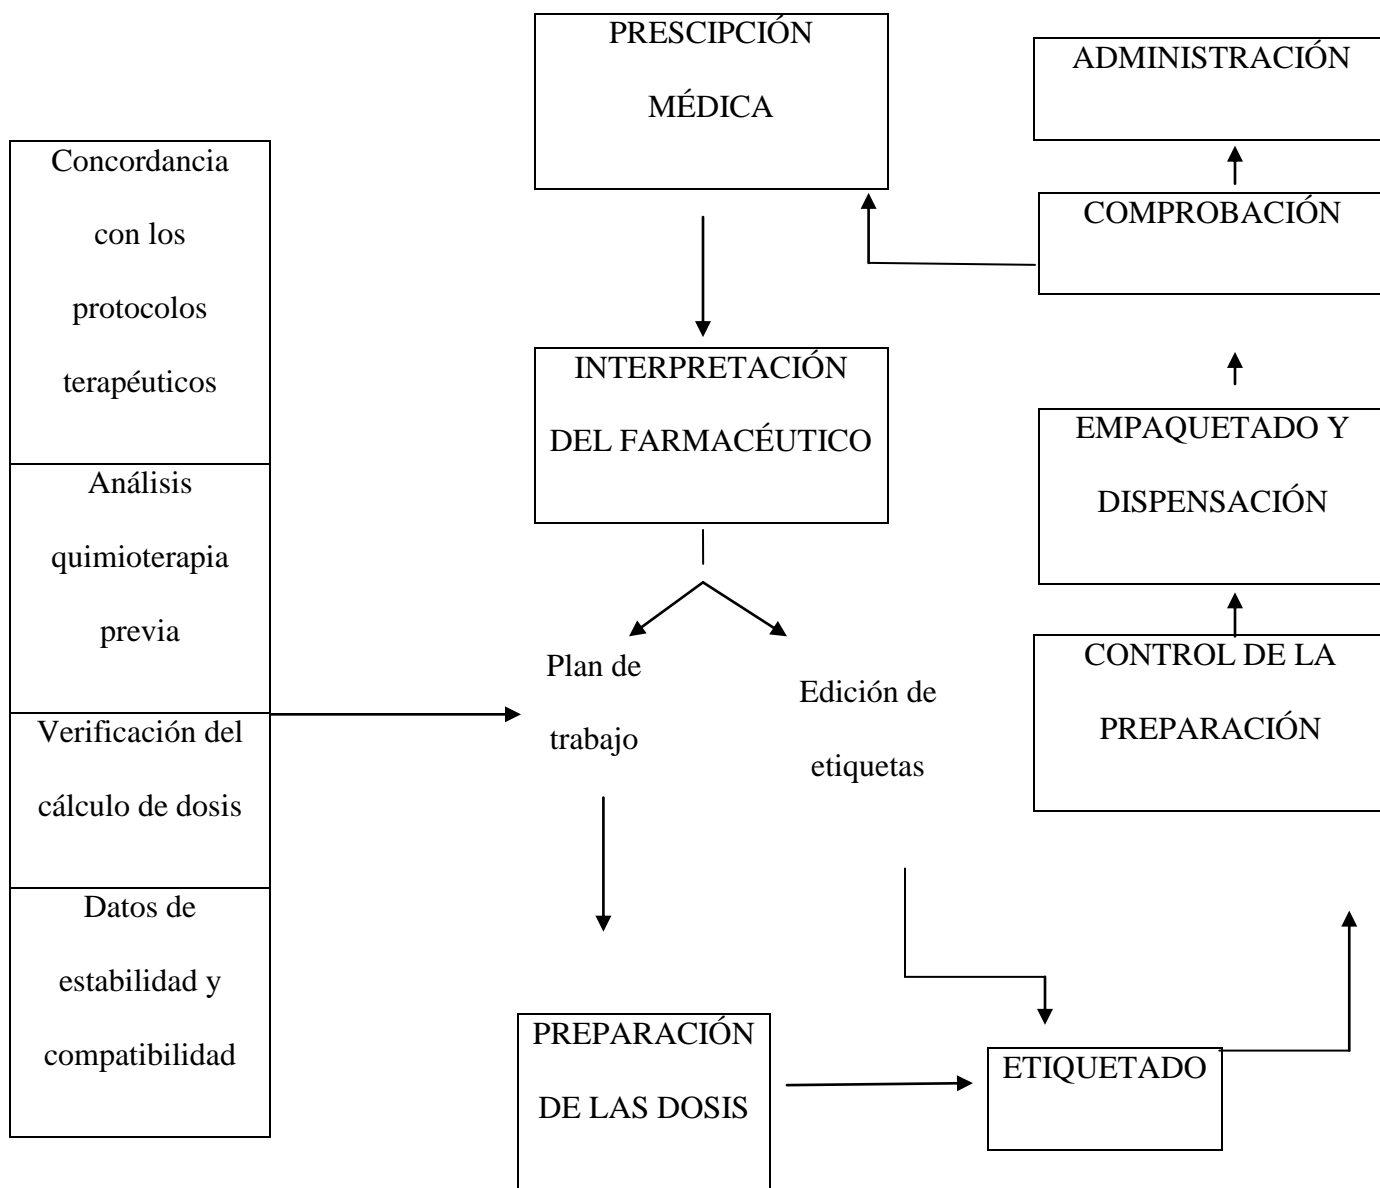 PRESCIPCIÓN
MÉDICA
ADMINISTRACIÓN
Concordancia
con los
protocolos
terapéuticos
COMPROBACIÓN
INTERPRETACIÓN
DEL FARMACÉUTICO
EMPAQUETADO Y
DISPENSACIÓN
Análisis
quimioterapia
previa
Plan de
trabajo
Edición de
etiquetas
CONTROL DE LA
PREPARACIÓN
Verificación del
cálculo de dosis
Datos de
estabilidad y
compatibilidad
PREPARACIÓN
DE LAS DOSIS
ETIQUETADO